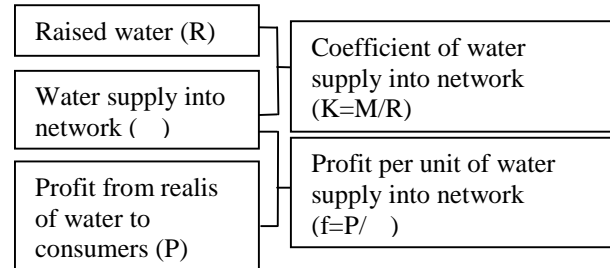 Raised water (R)
Water supply into
network (    )
Profit from realis
of water to
consumers (P)
Coefficient of water
supply into network
(K=M/R)
Profit per unit of water
supply into network
(f=P/    )